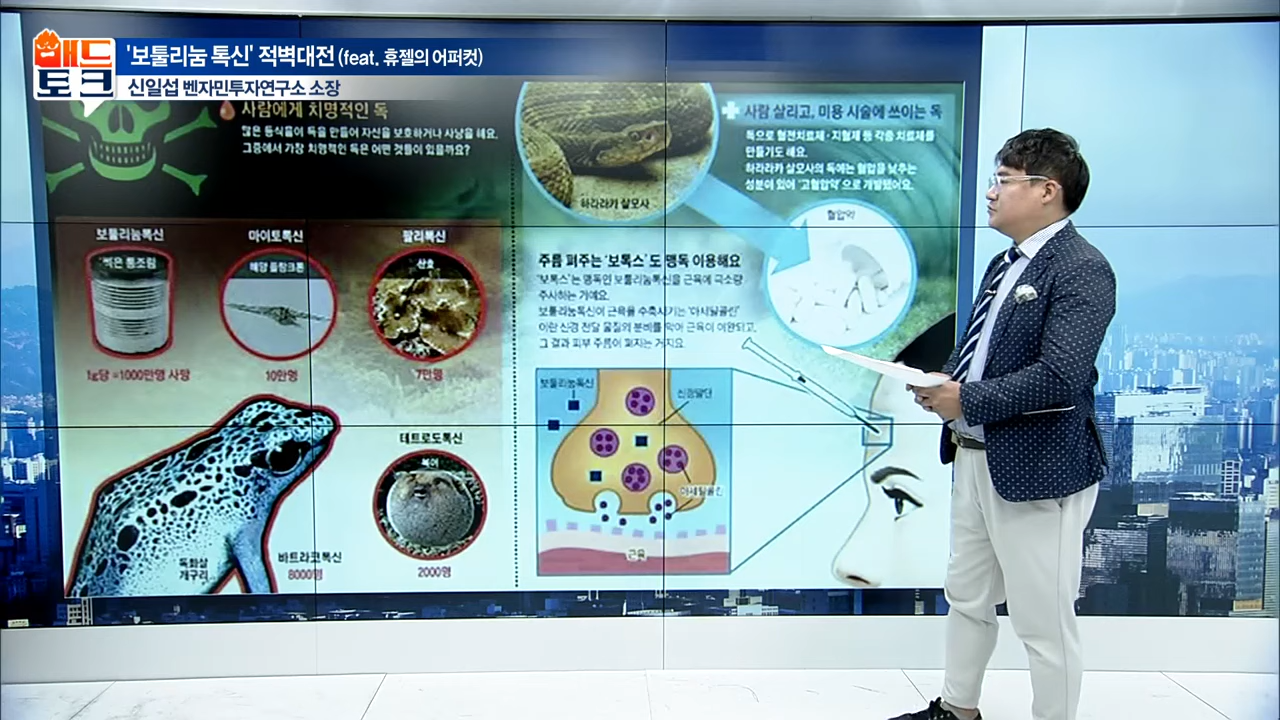 배드
토크
'보툴리눔 톡신' 적벽대전 (feat. 휴젤의 어퍼컷)
신일섭 벤자민투자연구소 소장
사람에게 치명적인 독
많은 동식물이 독을 만들어 자신을 보호하거나 사냥을 해요.
그중에서 가장 치명적인 독은 어떤 것들이 있을까요?
보툴리눔톡신
썩은 통조림
1g당 =1000만명 사망
마이토톡신
해양 플랑크톤
10만명
팔리톡신
산호
7만명
독화살
개구리
바트라코톡신
8000명
테트로도톡신
복어
2000명
하라라카 살모사
사람 살리고, 미용 시술에 쓰이는 독
독으로 혈전치료제·지혈제 등 각종 치료제를
만들기도 해요.
하라라카 살모사의 독에는 혈압을 낮추는
성분이 있어 '고혈압약'으로 개발됐어요.
혈압약
주름 펴주는 '보톡스'도 맹독 이용해요
'보톡스'는 맹독인 보툴리눔톡신을 근육에 극소량
주사하는 거예요.
보툴리눔톡신이 근육을 수축시키는 '아세틸콜린'
이란 신경 전달 물질의 분비를 막아 근육이 이완되고,
그 결과 피부 주름이 펴지는 거지요.
보툴리눔톡신
신경말단
아세틸콜린
근육